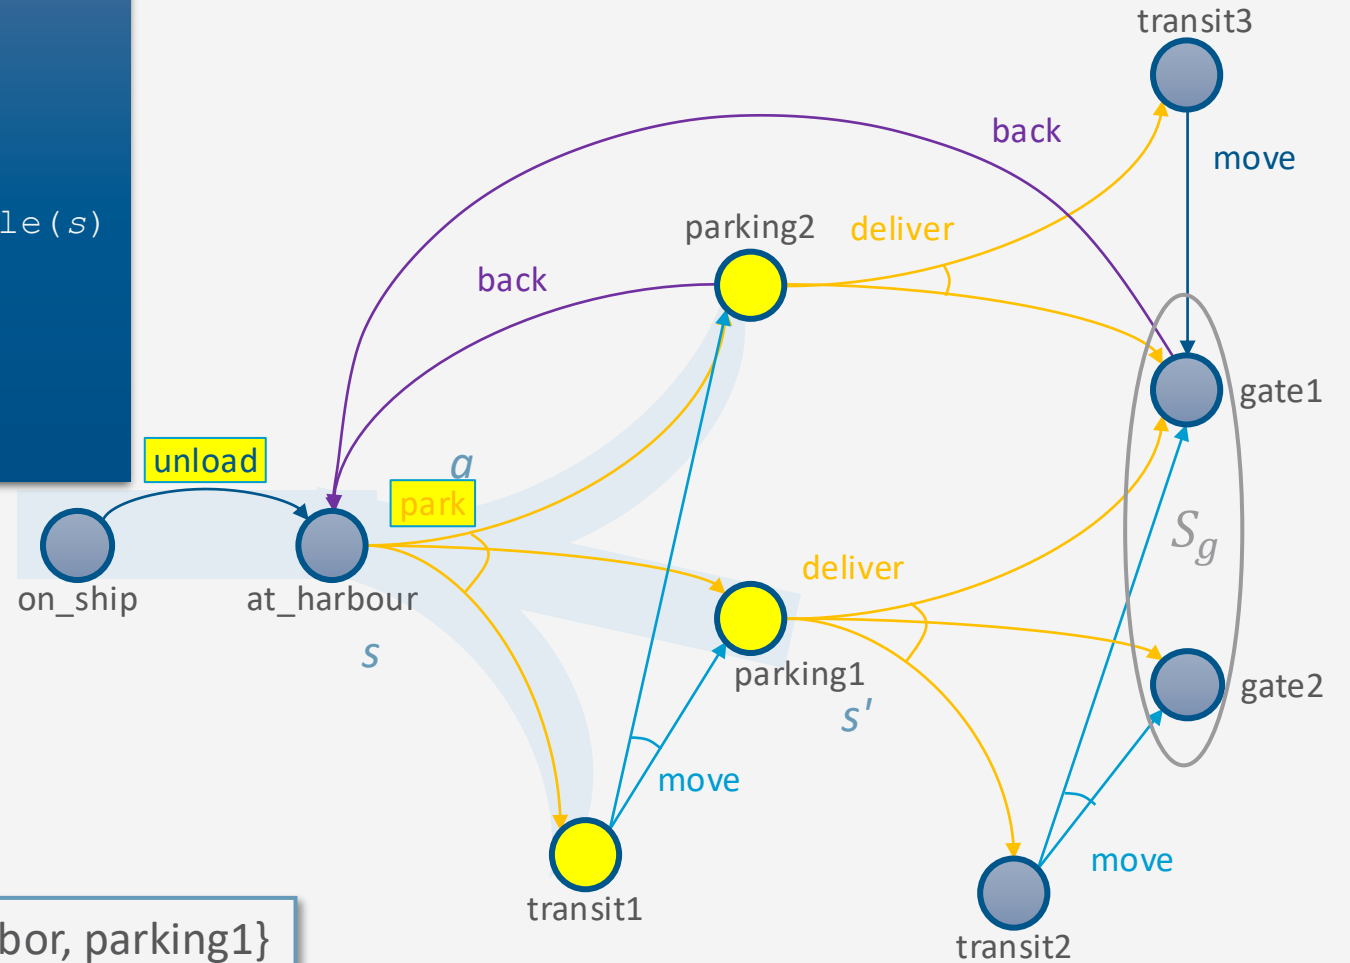 transit3
back
move
le(s)
parking2
deliver
back
gate1
unload
a
park
S_g
deliver
on_ship
at_harbour
s
parking1
gate2
s'
move
move
transit1
bor, parking1}
transit2